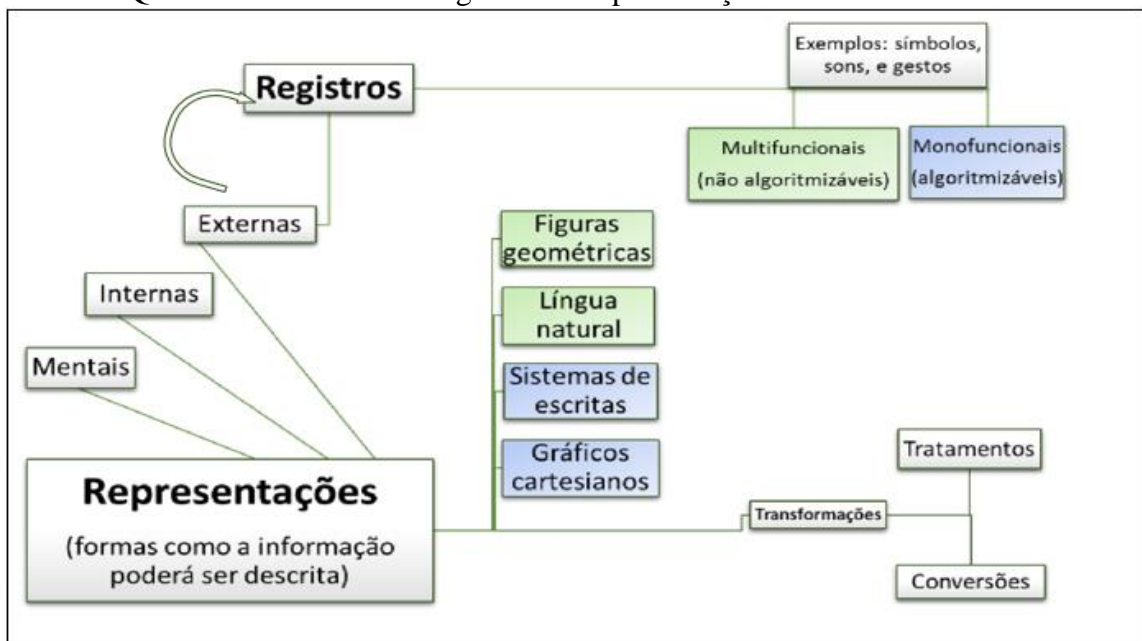 Registros
Exemplos: símbolos,
sons, e gestos
Multifuncionais
(não algoritmizáveis)
Monofuncionais
(algoritmizáveis)
Externas
Internas
Mentais
Figuras
geométricas
Língua
natural
Sistemas de
escritas
Gráficos
cartesianos
Representações
(formas como a informação
poderá ser descrita)
Transformações
Tratamentos
Conversões